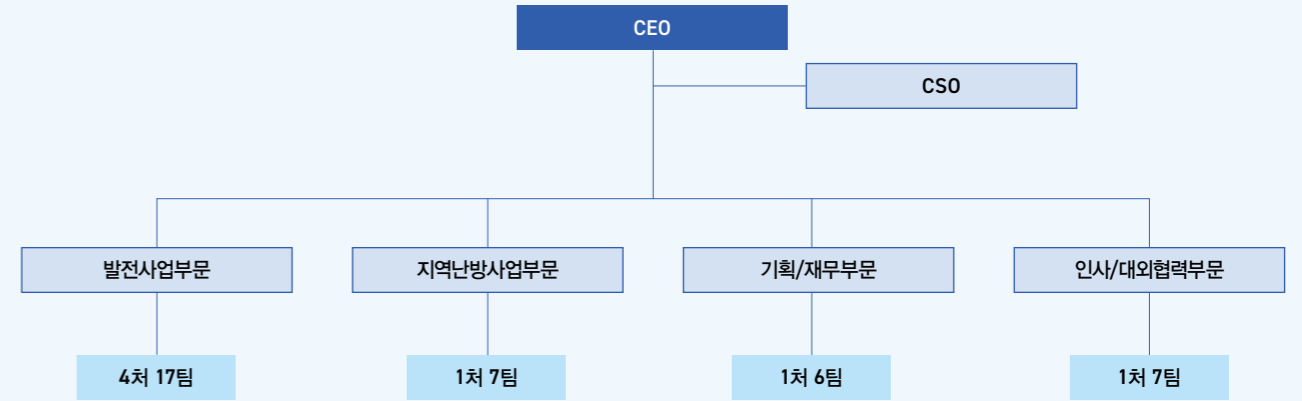 CEO
CSO
발전사업부문
지역난방사업부문
기획/재무부문
인사/대외협력부문
4처 17팀
1처 7팀
1처 6팀
1처 7팀